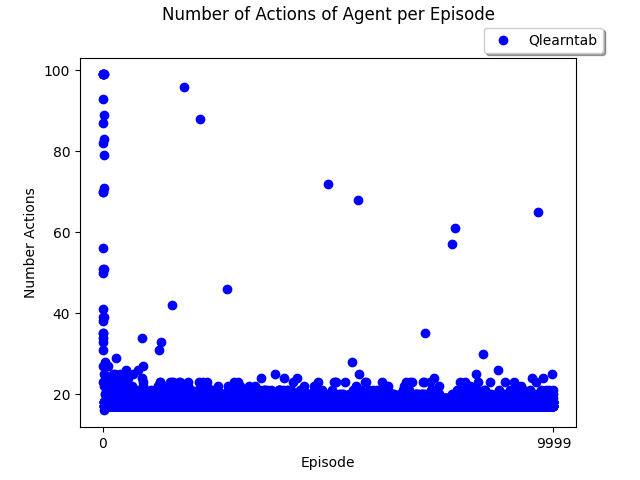 Number of Actions of Agent per Episode
Qlearntab
100
80
60
40
20
Number Actions
0
9999
Episode